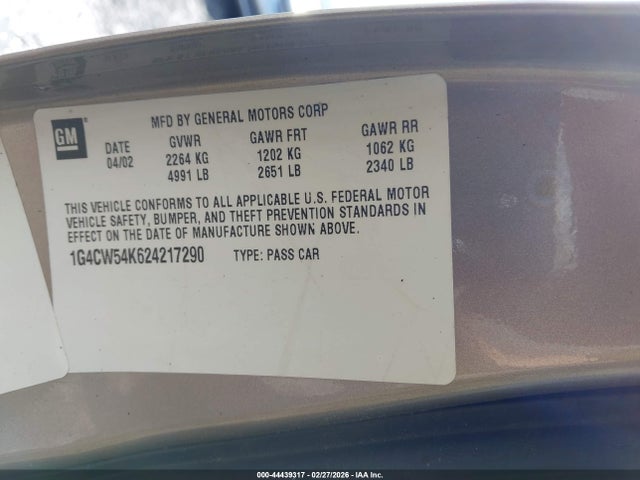 GM
MFD BY GENERAL MOTORS CORP
DATE GVWR GAWR FRT GAWR RR
04/02 2264 KG 1202 KG 1062 KG
4991 LB 2651 LB 2340 LB
THIS VEHICLE CONFORMS TO ALL APPLICABLE U.S. FEDERAL MOTOR
VEHICLE SAFETY, BUMPER, AND THEFT PREVENTION STANDARDS IN
EFFECT ON THE DATE OF MANUFACTURE SHOWN ABOVE.
1G4CW54K624217290 TYPE: PASS CAR
000-44439317 - 02/27/2026 - IAA Inc.